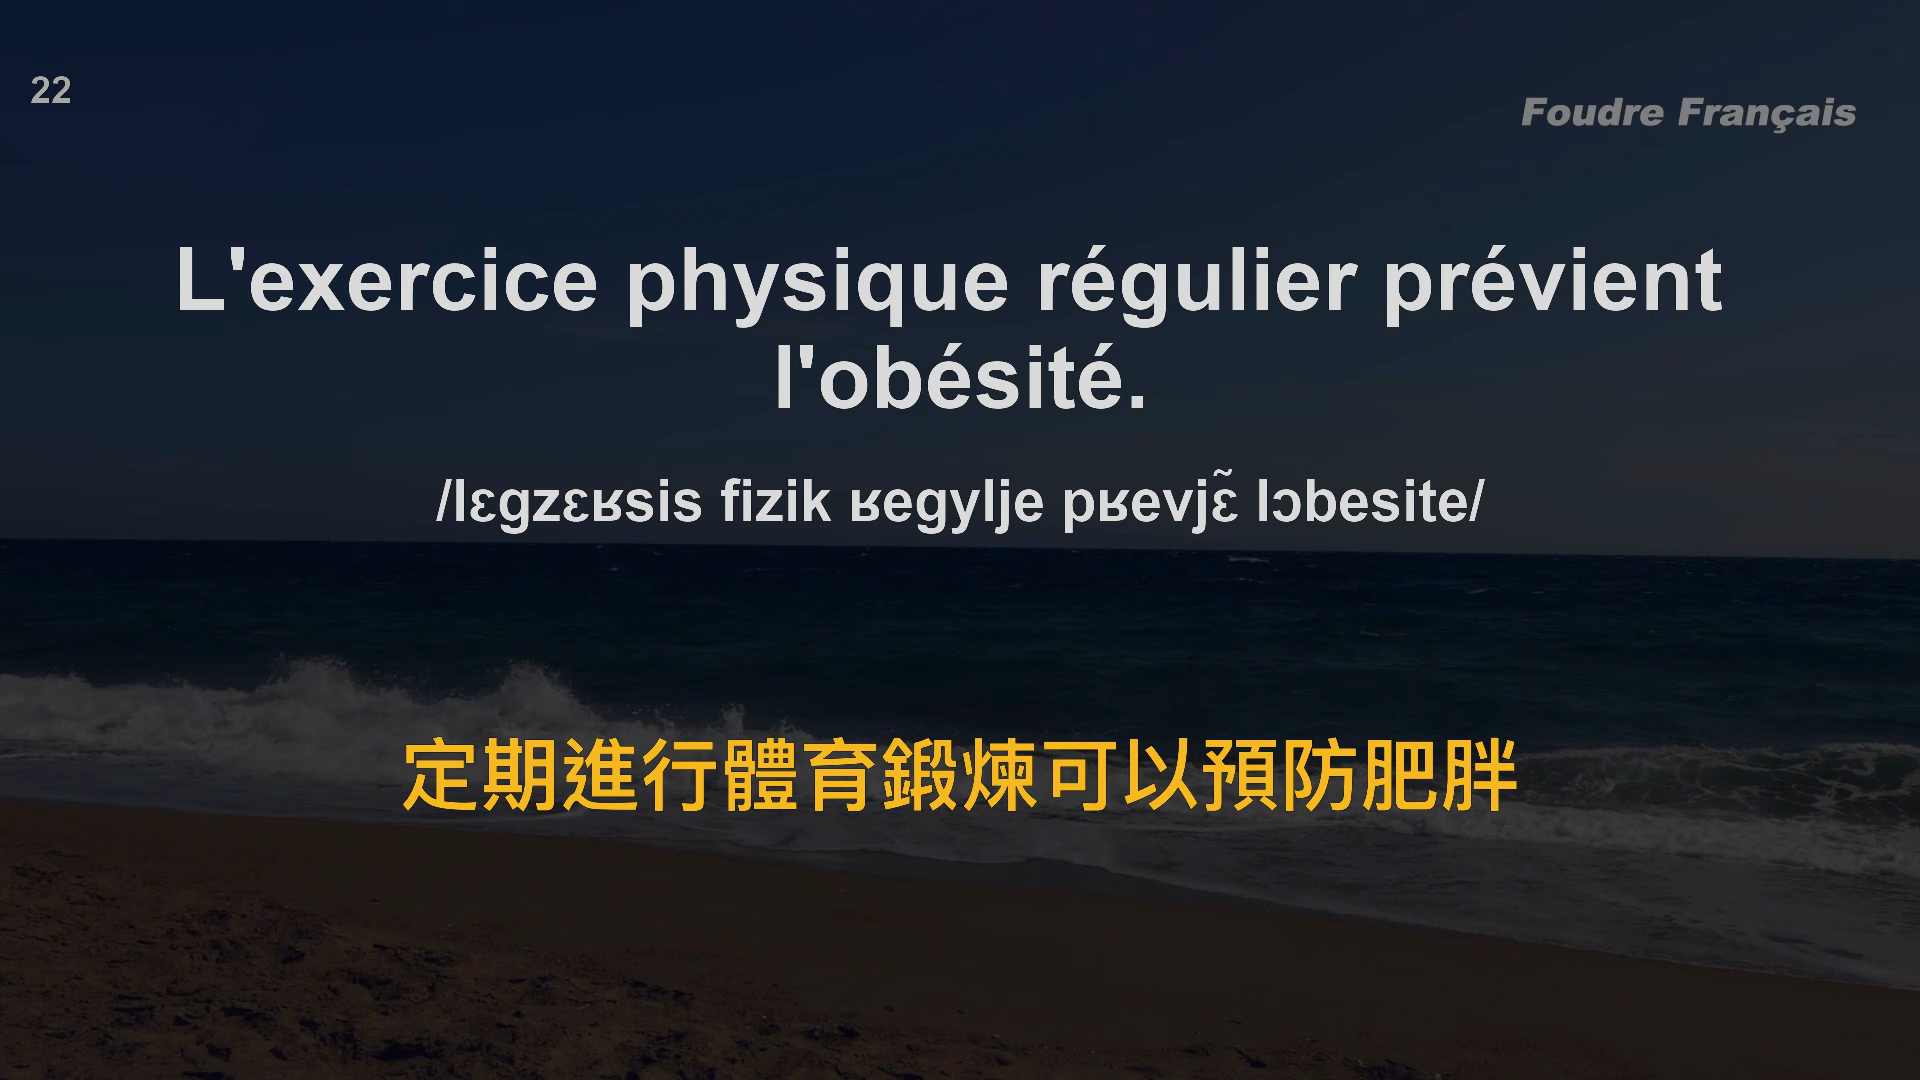 22
Foudre Français
L'exercice physique régulier prévient
l'obésité.
/lɛgzɛʁsis fizik ʁegylje pʁevjɛ̃ lɔbesite/
定期進行體育鍛煉可以預防肥胖